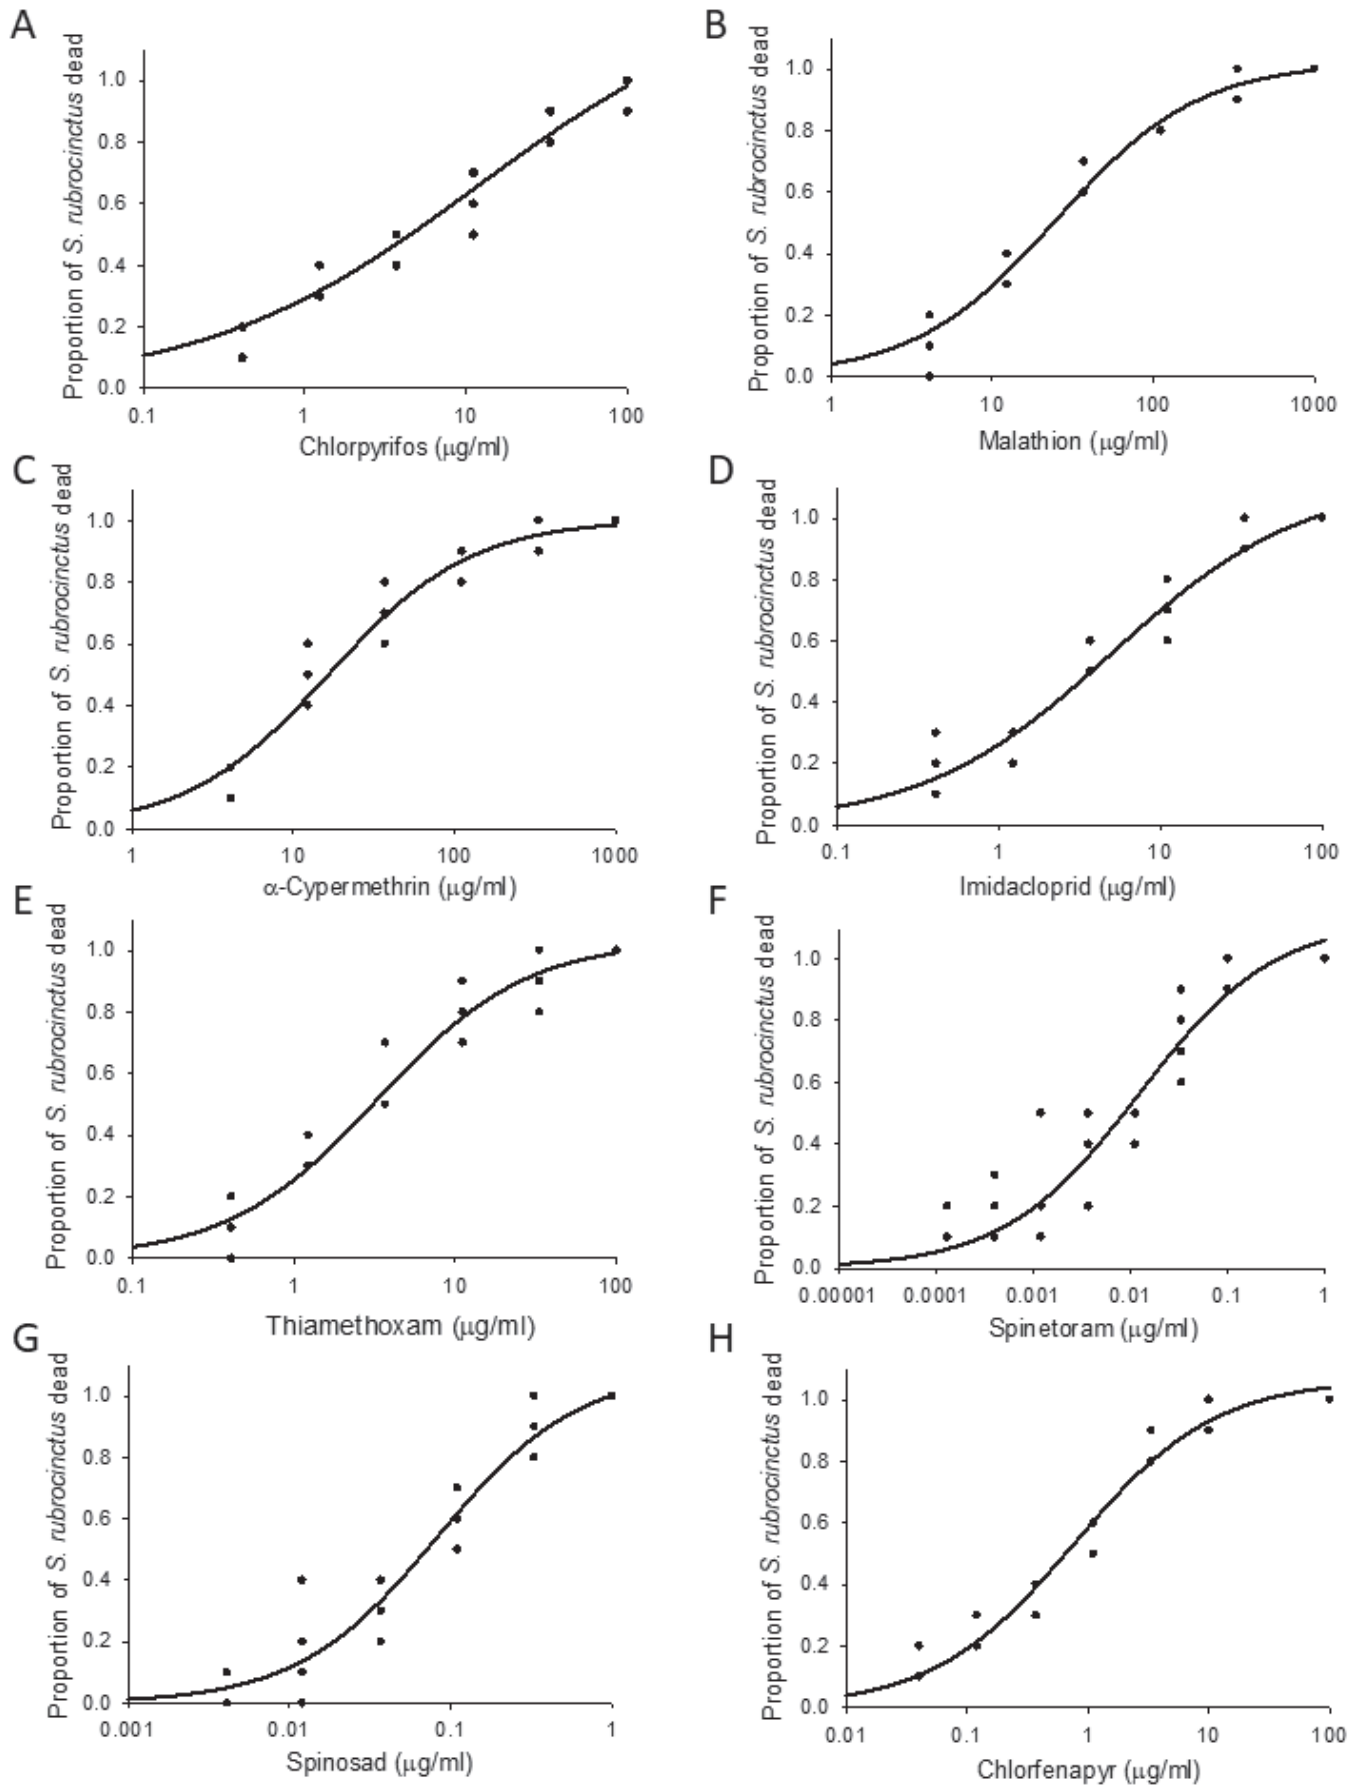 A
Proportion of S. rubrocinctus dead
1.0
0.8
0.6
0.4
0.2
0.0
0.1 1 10 100
Chlorpyrifos (μg/ml)
B
Proportion of S. rubrocinctus dead
1.0
0.8
0.6
0.4
0.2
0.0
1 10 100 1000
Malathion (μg/ml)
C
Proportion of S. rubrocinctus dead
1.0
0.8
0.6
0.4
0.2
0.0
1 10 100 1000
α-Cypermethrin (μg/ml)
D
Proportion of S. rubrocinctus dead
1.0
0.8
0.6
0.4
0.2
0.0
0.1 1 10 100
Imidacloprid (μg/ml)
E
Proportion of S. rubrocinctus dead
1.0
0.8
0.6
0.4
0.2
0.0
0.1 1 10 100
Thiamethoxam (μg/ml)
F
Proportion of S. rubrocinctus dead
1.0
0.8
0.6
0.4
0.2
0.0
0.00001 0.0001 0.001 0.01 0.1 1
Spinetoram (μg/ml)
G
Proportion of S. rubrocinctus dead
1.0
0.8
0.6
0.4
0.2
0.0
0.001 0.01 0.1 1
Spinosad (μg/ml)
H
Proportion of S. rubrocinctus dead
1.0
0.8
0.6
0.4
0.2
0.0
0.01 0.1 1 10 100
Chlorfenapyr (μg/ml)